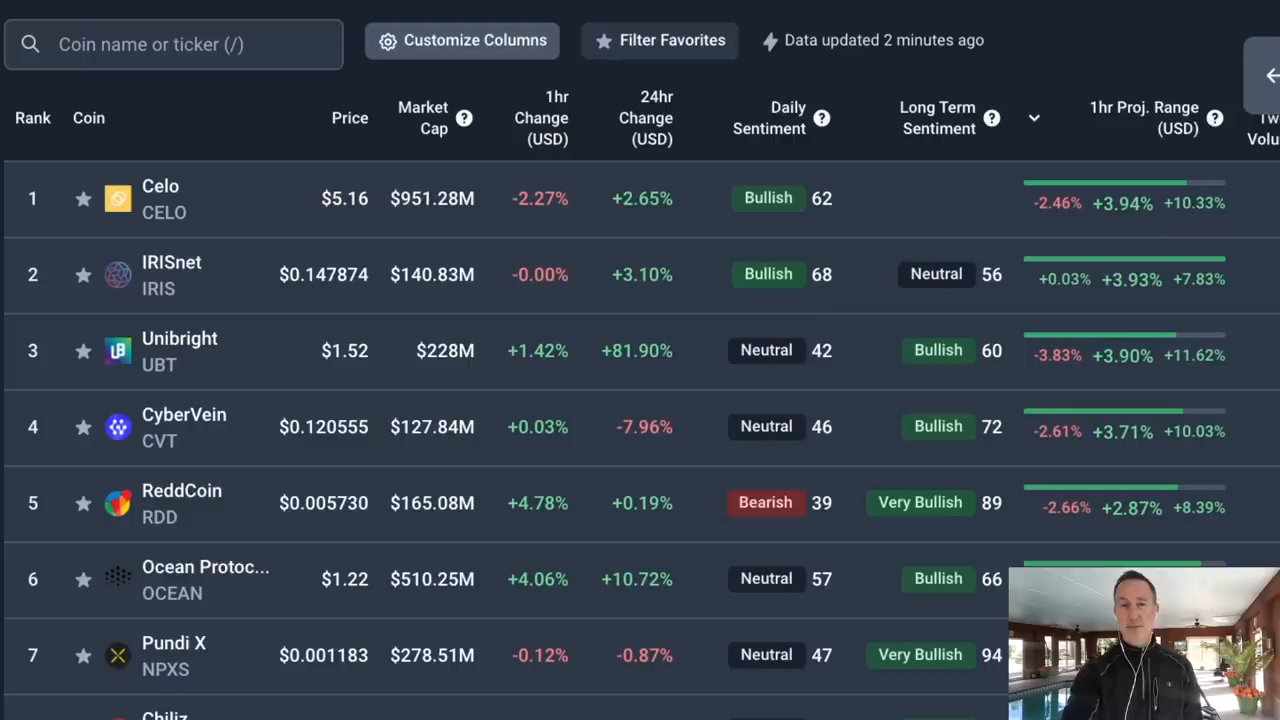 Coin name or ticker (/)
Customize Columns
Filter Favorites
Data updated 2 minutes ago
Rank
Coin
Price
Market
Cap
1hr
Change
(USD)
24hr
Change
(USD)
Daily
Sentiment
Long Term
Sentiment
1hr Proj. Range
(USD)
Volu
1
Celo
CELO
$5.16
$951.28M
-2.27%
+2.65%
Bullish
62
-2.46%
+3.94%
+10.33%
2
IRISnet
IRIS
$0.147874
$140.83M
-0.00%
+3.10%
Bullish
68
Neutral
56
+0.03%
+3.93%
+7.83%
3
UB
Unibright
UBT
$1.52
$228M
+1.42%
+81.90%
Neutral
42
Bullish
60
-3.83%
+3.90%
+11.62%
4
CyberVein
CVT
$0.120555
$127.84M
+0.03%
-7.96%
Neutral
46
Bullish
72
-2.61%
+3.71%
+10.03%
5
ReddCoin
RDD
$0.005730
$165.08M
+4.78%
+0.19%
Bearish
39
Very Bullish
89
-2.66%
+2.87%
+8.39%
6
Ocean Protoc...
OCEAN
$1.22
$510.25M
+4.06%
+10.72%
Neutral
57
Bullish
66
7
Pundi X
NPXS
$0.001183
$278.51M
-0.12%
-0.87%
Neutral
47
Very Bullish
94
Chiliz